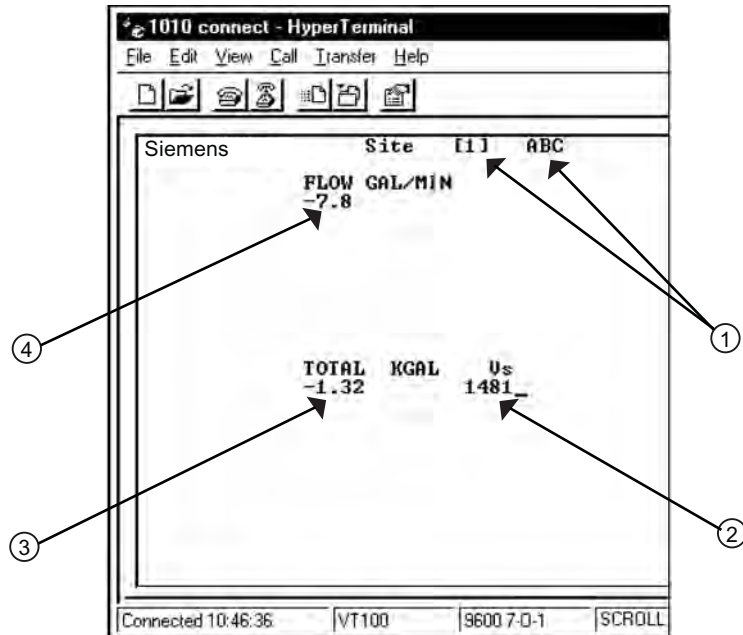 1010 connect - HyperTerminal
File Edit View Call Transfer Help
Siemens Site [1] ABC
FLOW GAL/MIN
-7.8
1
4
TOTAL KGAL Vs
-1.32 1481_
3
2
Connected 10:46:36 VT100 9600 7-O-1 SCROLL